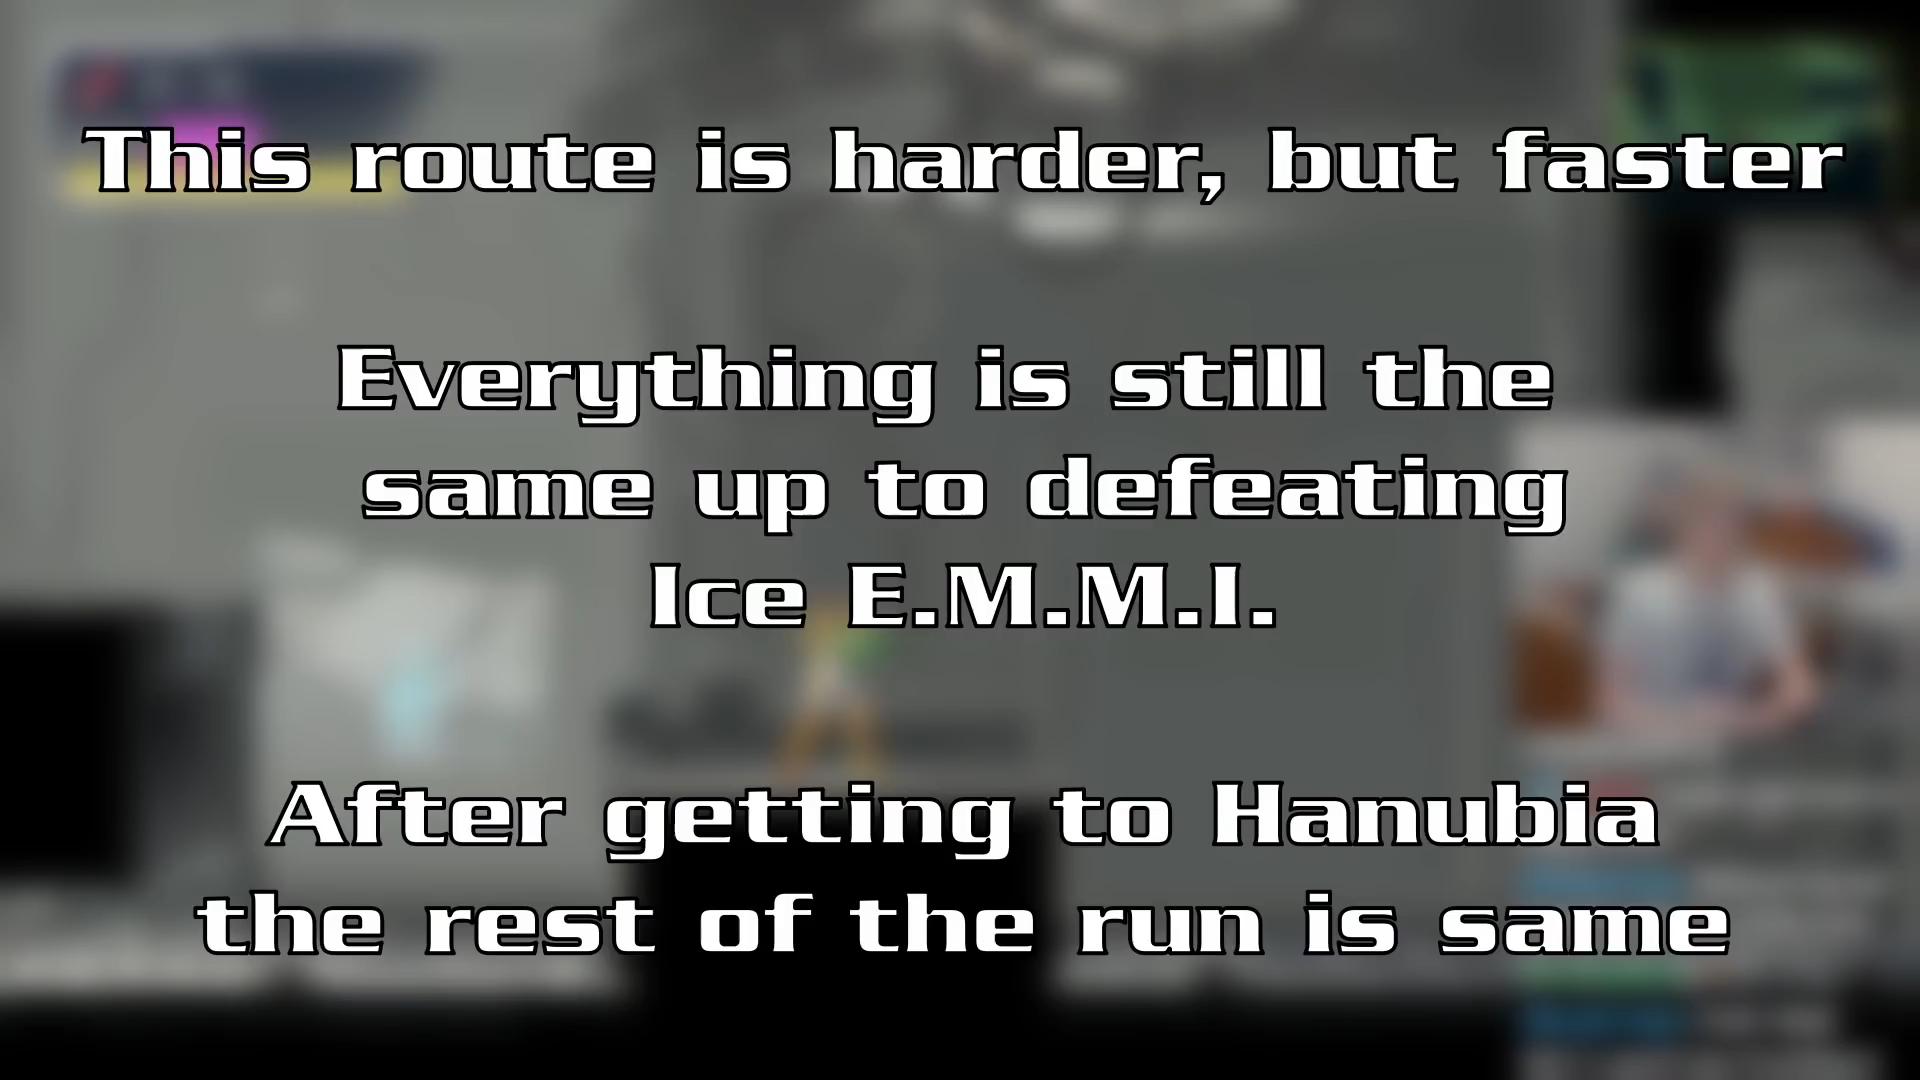 This route is harder, but faster
Everything is still the
same up to defeating
Ice E.M.M.I.
After getting to Hanubia
the rest of the run is same